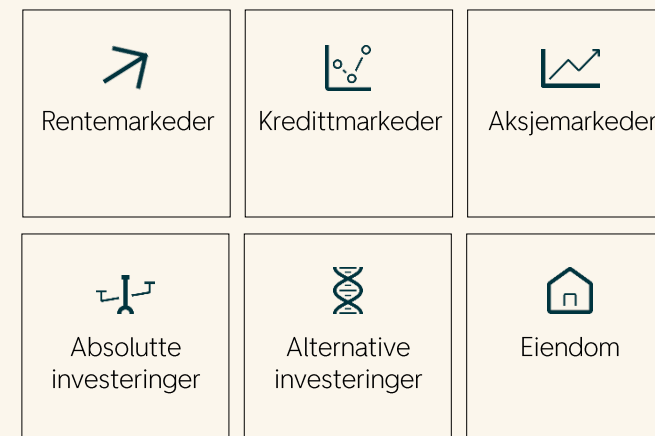 Rentemarkeder
Kredittmarkeder
Aksjemarkeder
Absolutte
investeringer
Alternative
investeringer
Eiendom